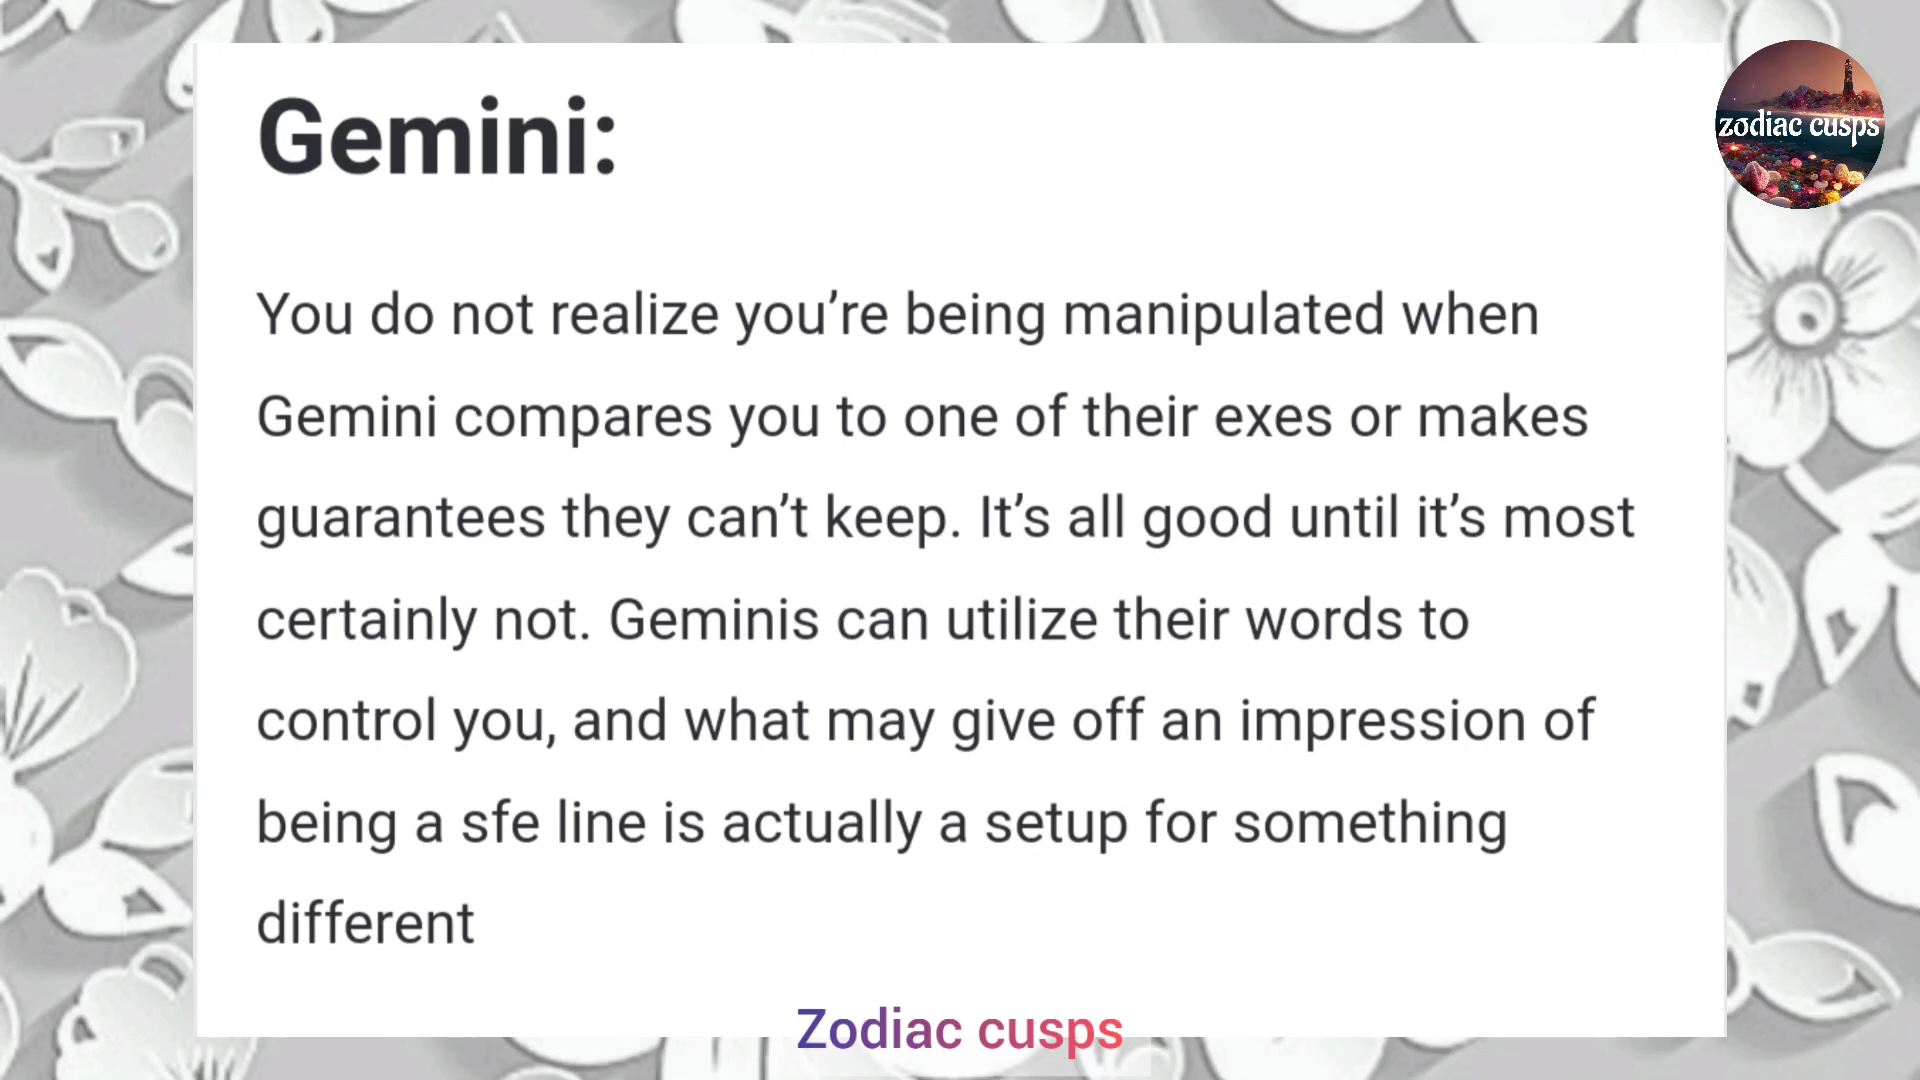 Gemini:
zodiac cusps
You do not realize you’re being manipulated when
Gemini compares you to one of their exes or makes
guarantees they can’t keep. It’s all good until it’s most
certainly not. Geminis can utilize their words to
control you, and what may give off an impression of
being a sfe line is actually a setup for something
different
Zodiac cusps